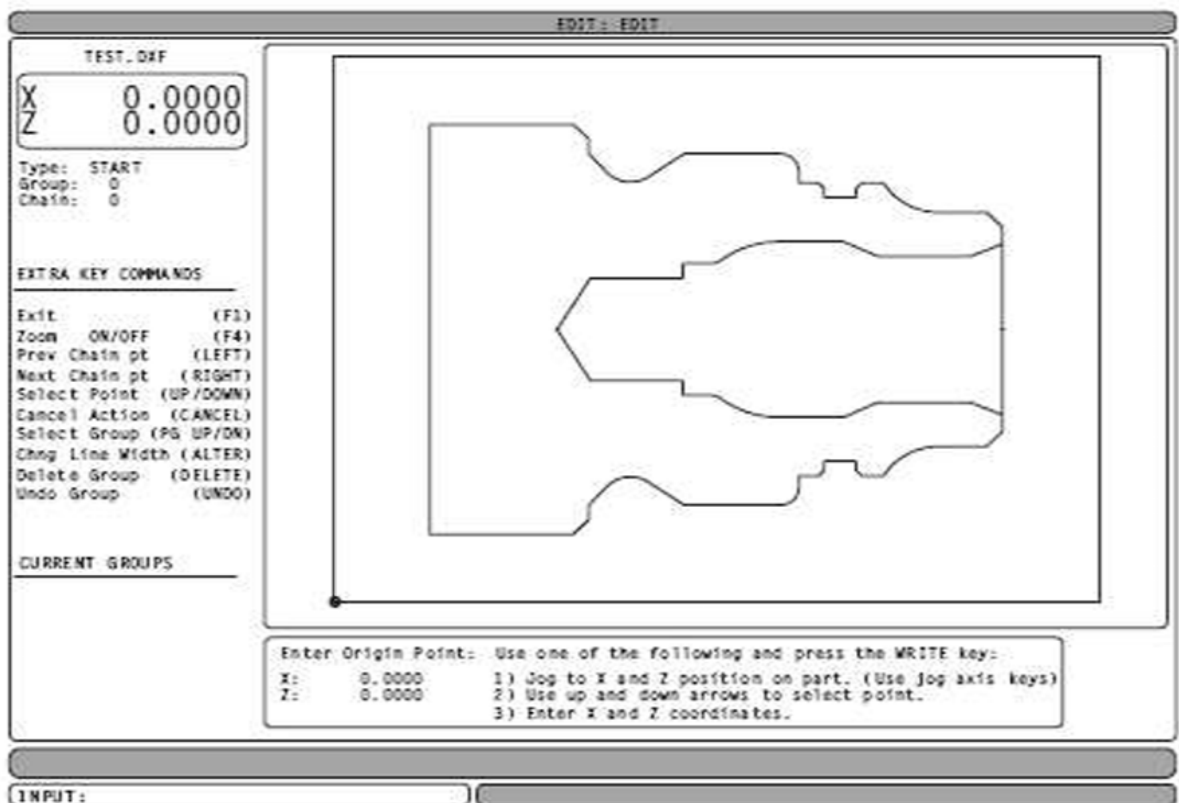 EDIT: EDIT
TEST.DXF
X 0.0000
Z 0.0000
Type: START
Group: 0
Chain: 0
EXTRA KEY COMMANDS
Exit (F1)
Zoom ON/OFF (F4)
Prev Chain pt (LEFT)
Next Chain pt (RIGHT)
Select Point (UP/DOWN)
Cancel Action (CANCEL)
Select Group (PG UP/DN)
Chng Line Width (ALTER)
Delete Group (DELETE)
Undo Group (UNDO)
CURRENT GROUPS
Enter Origin Point: Use one of the following and press the WRITE key:
X: 0.0000 1) Jog to X and Z position on part. (Use jog axis keys)
Z: 0.0000 2) Use up and down arrows to select point.
3) Enter X and Z coordinates.
INPUT: